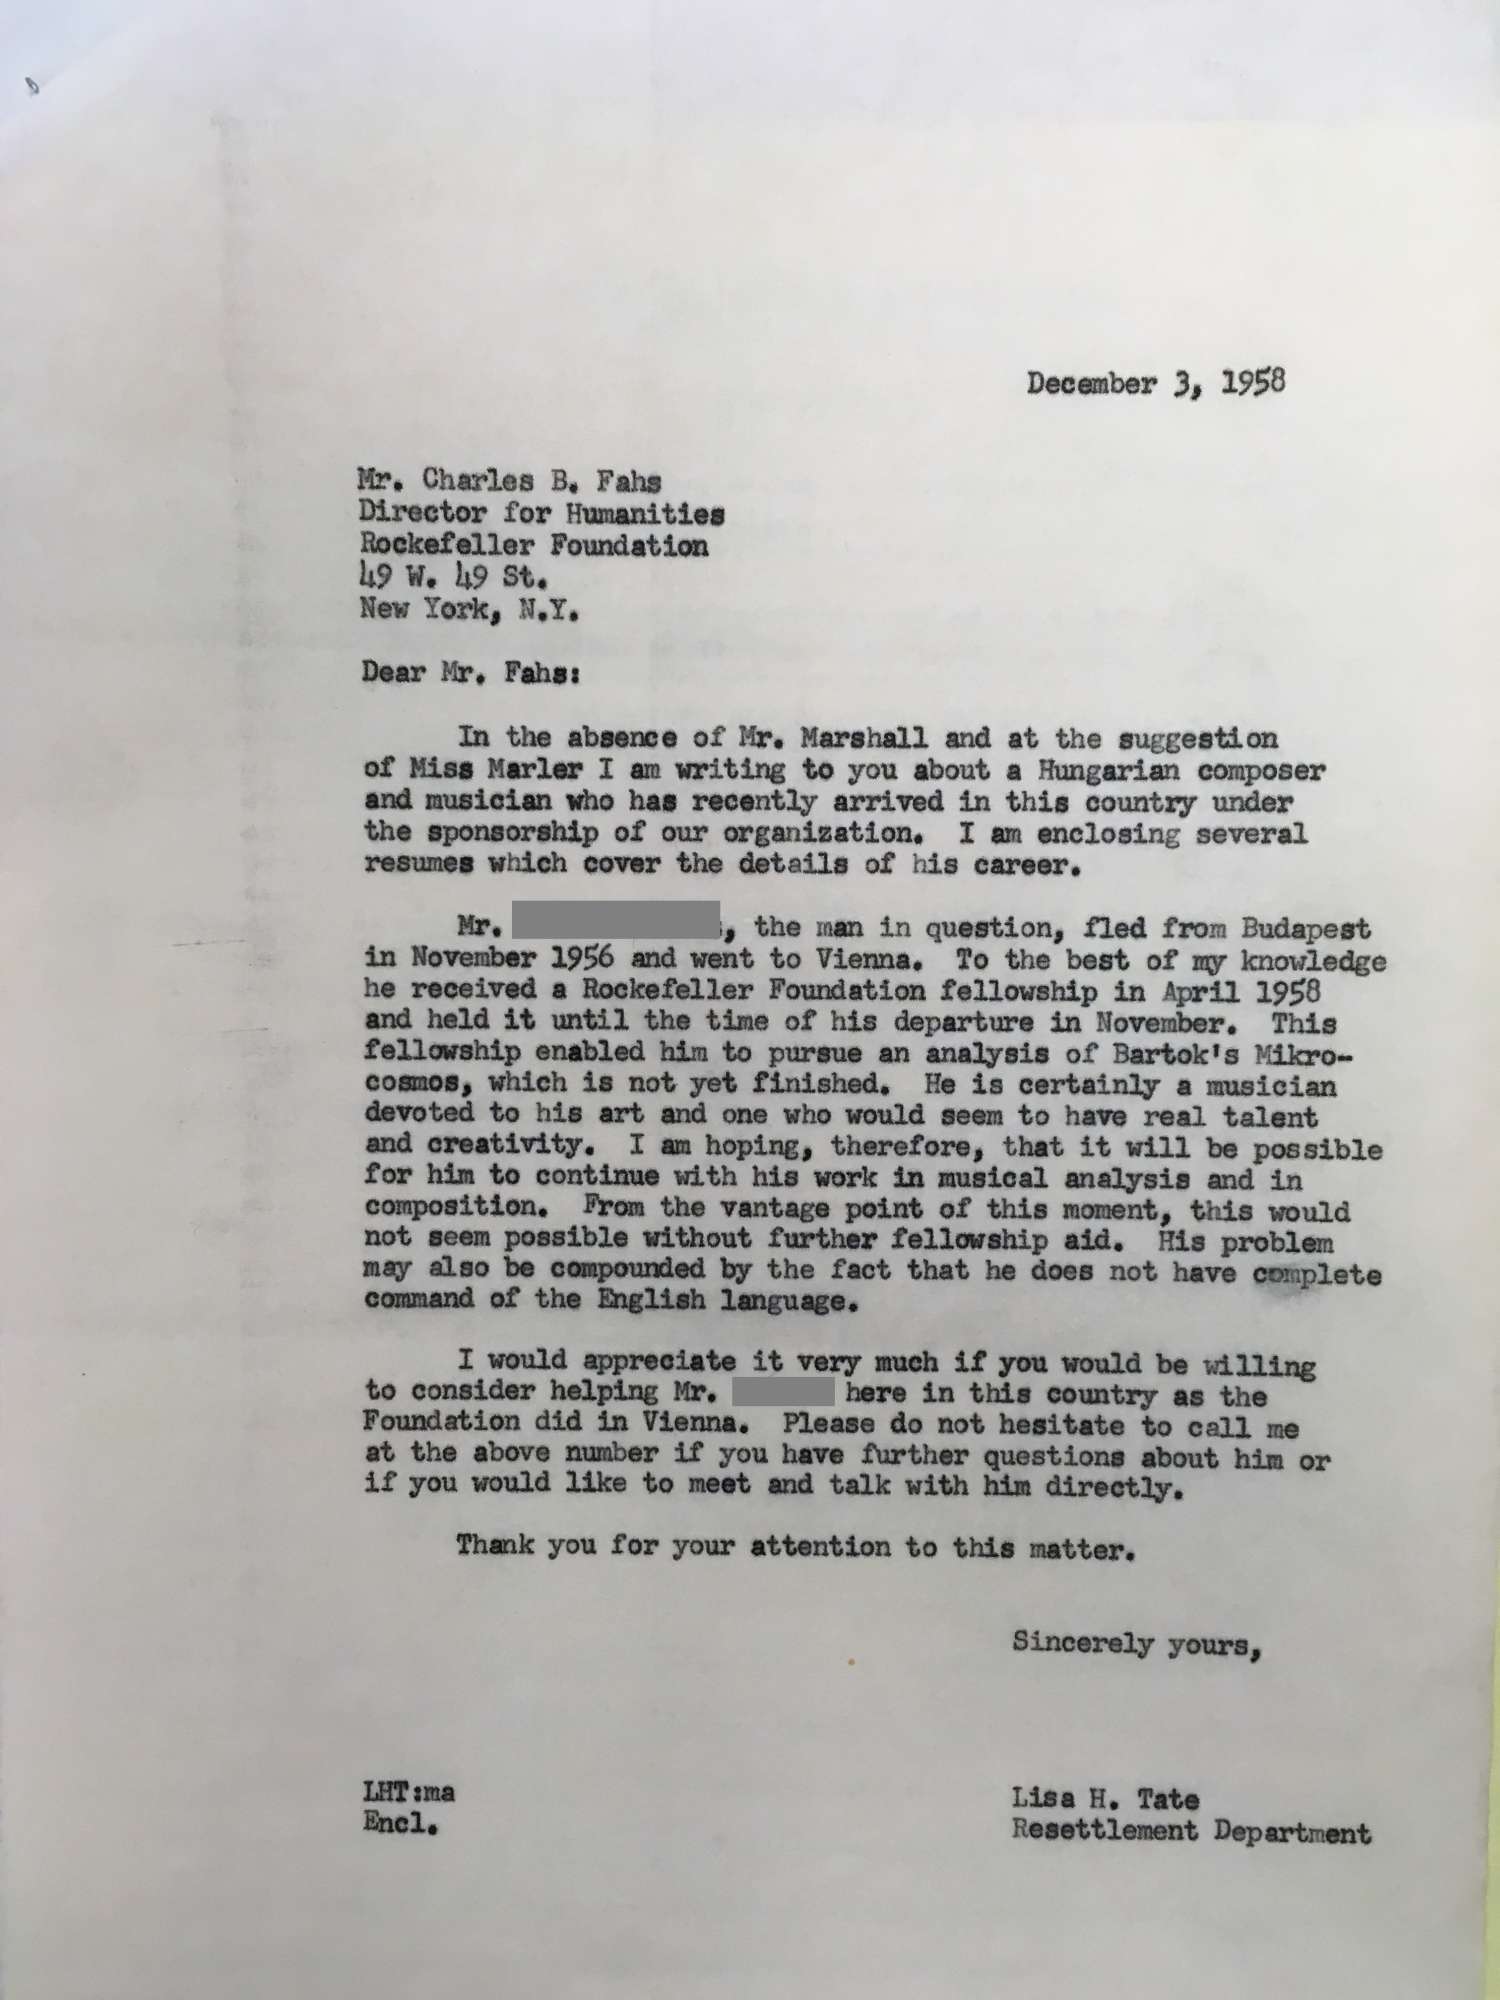 December 3, 1958
Mr. Charles B. Fahs
Director for Humanities
Rockefeller Foundation
49 W. 49 St.
New York, N.Y.
Dear Mr. Fahs:
In the absence of Mr. Marshall and at the suggestion
of Miss Marler I am writing to you about a Hungarian composer
and musician who has recently arrived in this country under
the sponsorship of our organization. I am enclosing several
resumes which cover the details of his career.
Mr. , the man in question, fled from Budapest
in November 1956 and went to Vienna. To the best of my knowledge
he received a Rockefeller Foundation fellowship in April 1958
and held it until the time of his departure in November. This
fellowship enabled him to pursue an analysis of Bartok's Mikro-
cosmos, which is not yet finished. He is certainly a musician
devoted to his art and one who would seem to have real talent
and creativity. I am hoping, therefore, that it will be possible
for him to continue with his work in musical analysis and in
composition. From the vantage point of this moment, this would
not seem possible without further fellowship aid. His problem
may also be compounded by the fact that he does not have complete
command of the English language.
I would appreciate it very much if you would be willing
to consider helping Mr. here in this country as the
Foundation did in Vienna. Please do not hesitate to call me
at the above number if you have further questions about him or
if you would like to meet and talk with him directly.
Thank you for your attention to this matter.
Sincerely yours,
LHT:ma
Encl.
Lisa H. Tate
Resettlement Department